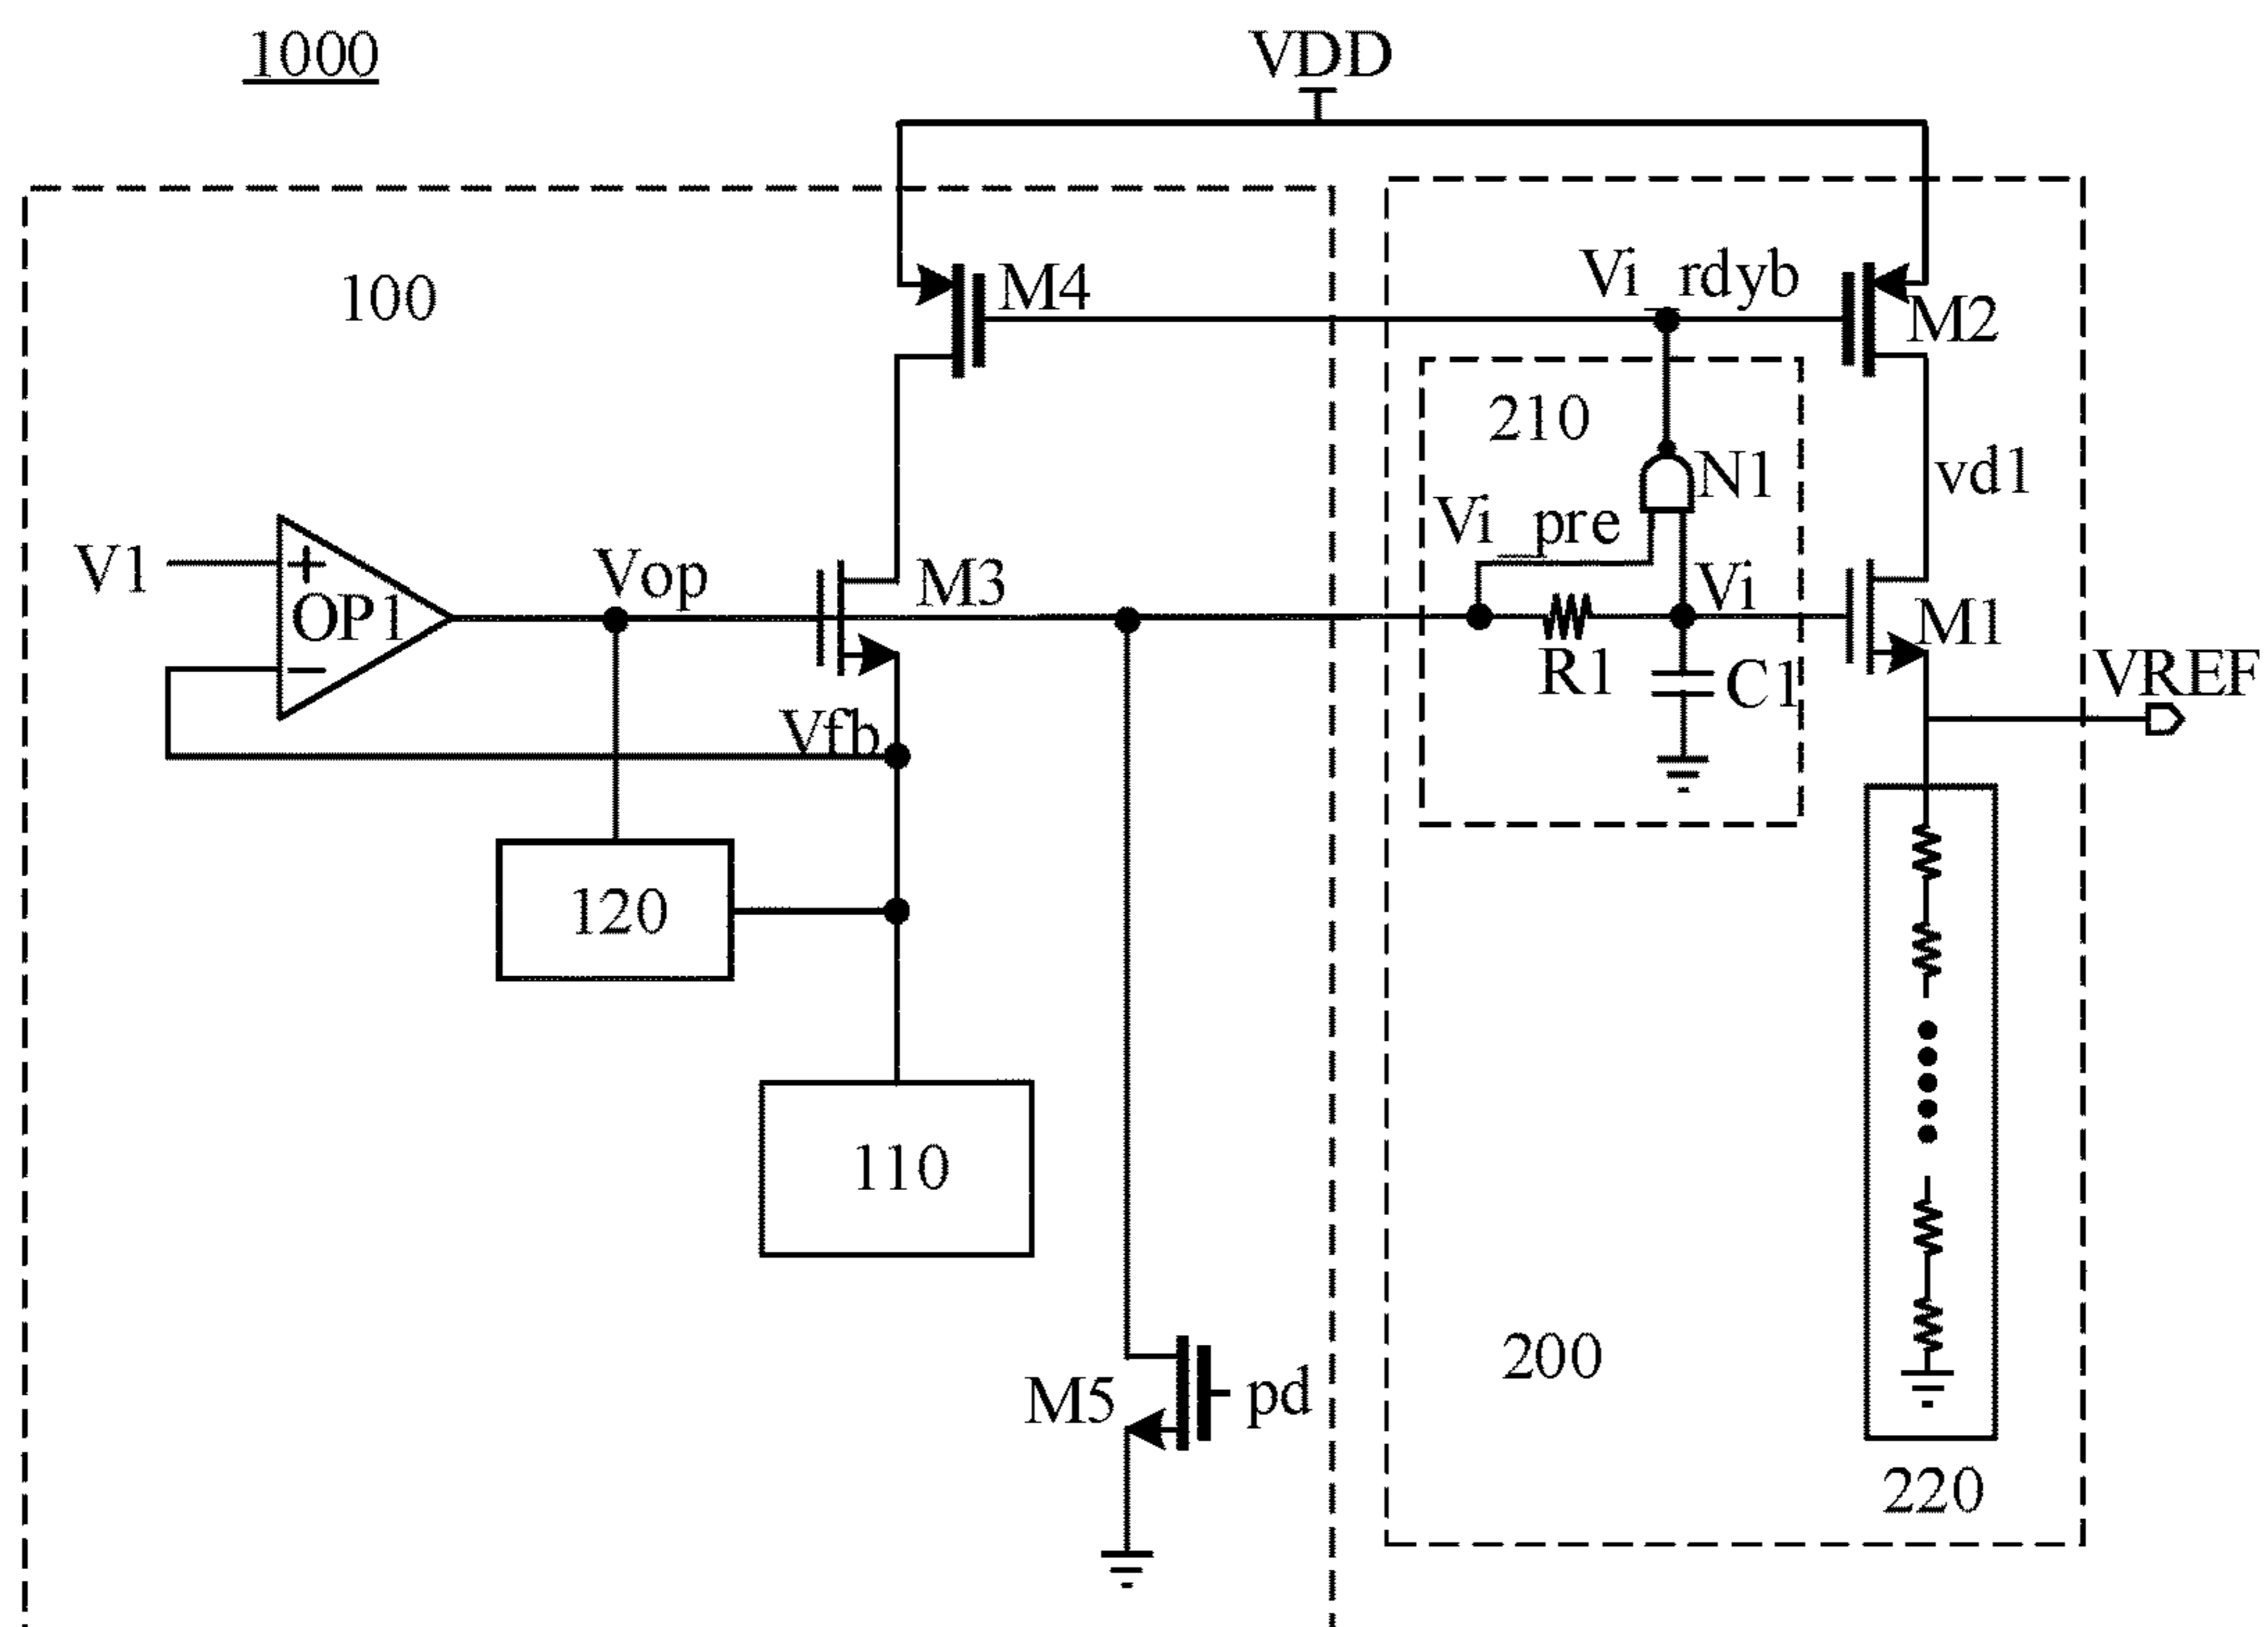 1000
VDD
100
M4
Vi_rdyb
M2
210
N1
vd1
Vi_pre
V1
+
OP1
−
Vop
M3
Vi
M1
R1
C1
VREF
Vfb
120
110
M5
pd
200
220